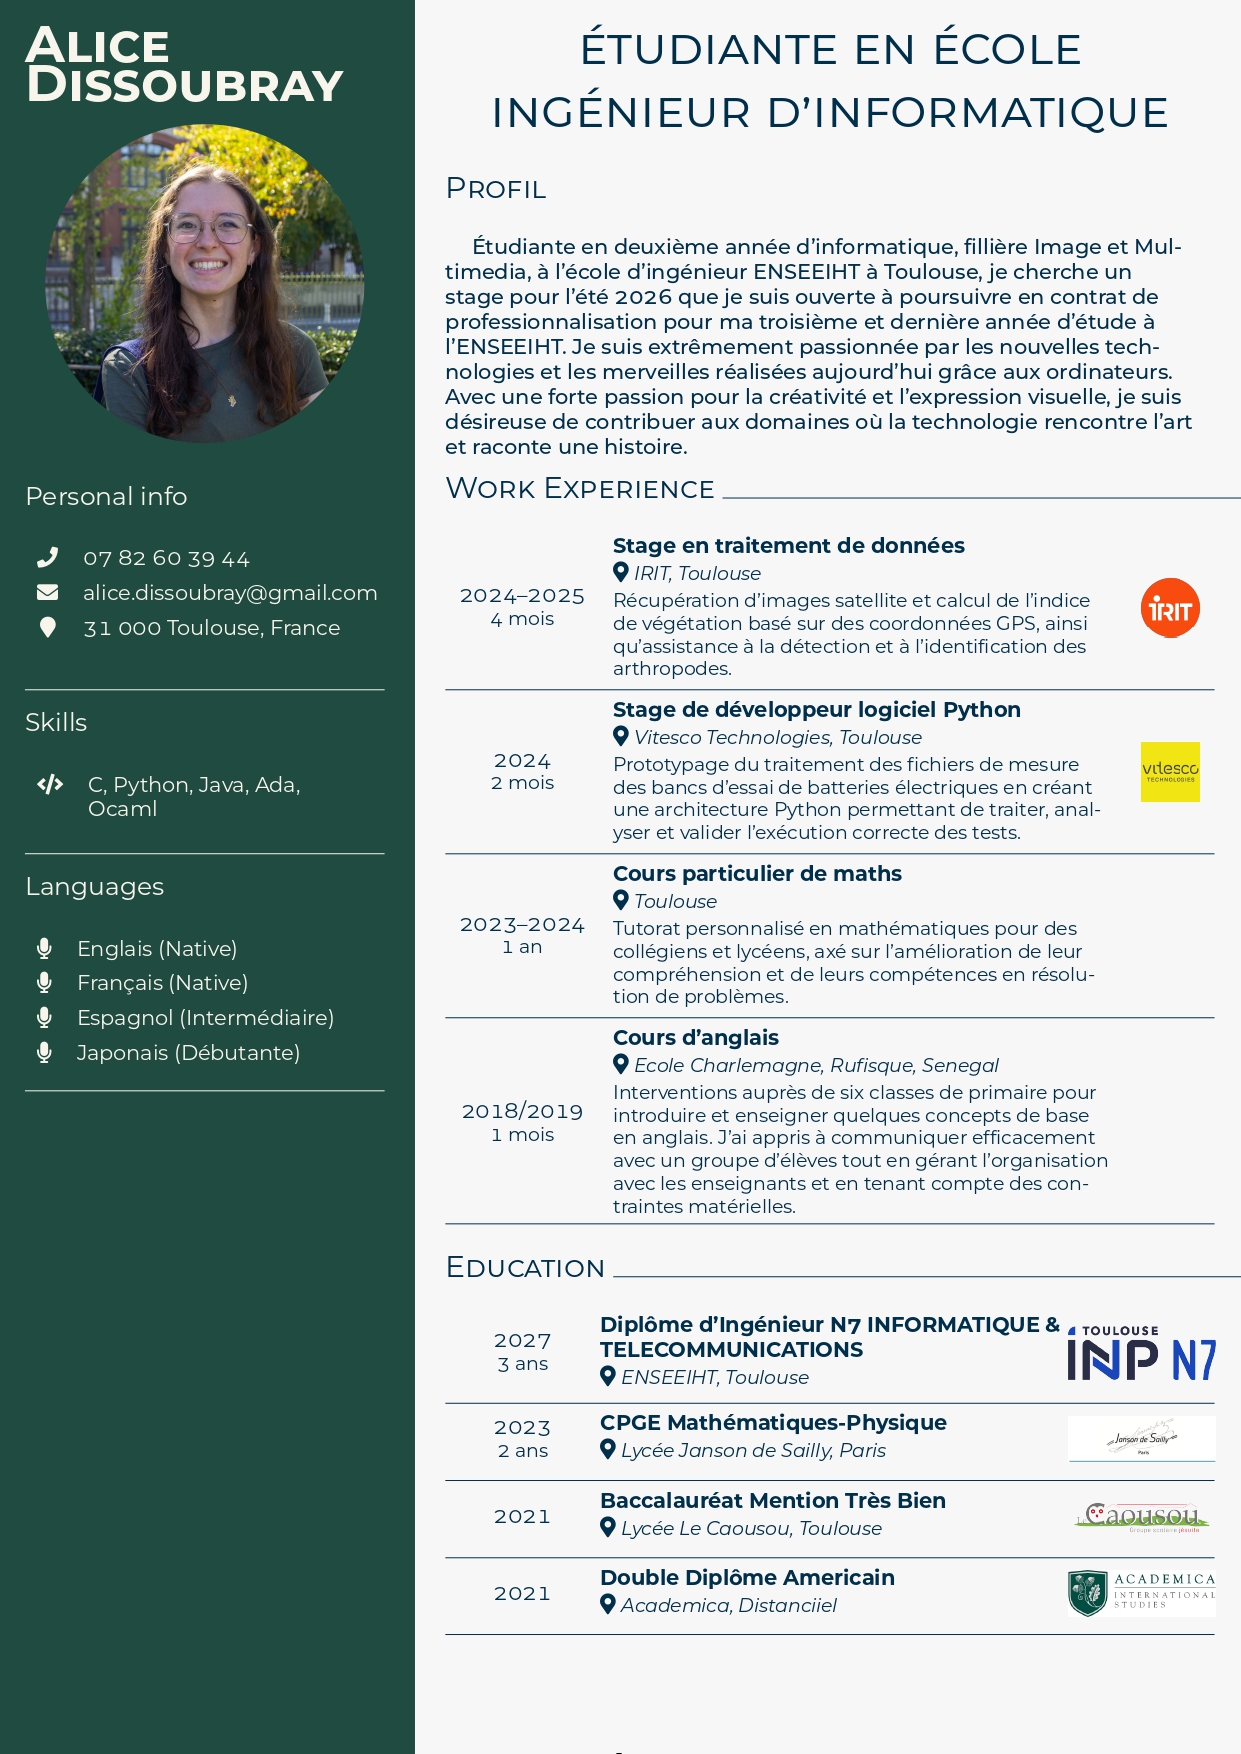 ALICE
DISSOUBRAY
Personal info
07 82 60 39 44
alice.dissoubray@gmail.com
31 000 Toulouse, France
Skills
C, Python, Java, Ada,
Ocaml
Languages
Englais (Native)
Français (Native)
Espagnol (Intermédiaire)
Japonais (Débutante)
ÉTUDIANTE EN ÉCOLE
INGÉNIEUR D’INFORMATIQUE
PROFIL
Étudiante en deuxième année d’informatique, fillière Image et Mul-
timedia, à l’école d’ingénieur ENSEEIHT à Toulouse, je cherche un
stage pour l’été 2026 que je suis ouverte à poursuivre en contrat de
professionnalisation pour ma troisième et dernière année d’étude à
l’ENSEEIHT. Je suis extrêmement passionnée par les nouvelles tech-
nologies et les merveilles réalisées aujourd’hui grâce aux ordinateurs.
Avec une forte passion pour la créativité et l’expression visuelle, je suis
désireuse de contribuer aux domaines où la technologie rencontre l’art
et raconte une histoire.
WORK EXPERIENCE
2024–2025
4 mois
Stage en traitement de données
IRIT, Toulouse
Récupération d’images satellite et calcul de l’indice
de végétation basé sur des coordonnées GPS, ainsi
qu’assistance à la détection et à l’identification des
arthropodes.
IRIT
2024
2 mois
Stage de développeur logiciel Python
Vitesco Technologies, Toulouse
Prototypage du traitement des fichiers de mesure
des bancs d’essai de batteries électriques en créant
une architecture Python permettant de traiter, anal-
yser et valider l’exécution correcte des tests.
vitesco
TECHNOLOGIES
2023–2024
1 an
Cours particulier de maths
Toulouse
Tutorat personnalisé en mathématiques pour des
collégiens et lycéens, axé sur l’amélioration de leur
compréhension et de leurs compétences en résolu-
tion de problèmes.
2018/2019
1 mois
Cours d’anglais
Ecole Charlemagne, Rufisque, Senegal
Interventions auprès de six classes de primaire pour
introduire et enseigner quelques concepts de base
en anglais. J’ai appris à communiquer efficacement
avec un groupe d’élèves tout en gérant l’organisation
avec les enseignants et en tenant compte des con-
traintes matérielles.
EDUCATION
2027
3 ans
Diplôme d’Ingénieur N7 INFORMATIQUE &
TELECOMMUNICATIONS
ENSEEIHT, Toulouse
TOULOUSE
INP N7
2023
2 ans
CPGE Mathématiques-Physique
Lycée Janson de Sailly, Paris
Janson de Sailly
Paris
2021
Baccalauréat Mention Très Bien
Lycée Le Caousou, Toulouse
Le Caousou
Groupe scolaire jésuite
2021
Double Diplôme Americain
Academica, Distanciiel
ACADEMICA
INTERNATIONAL
STUDIES